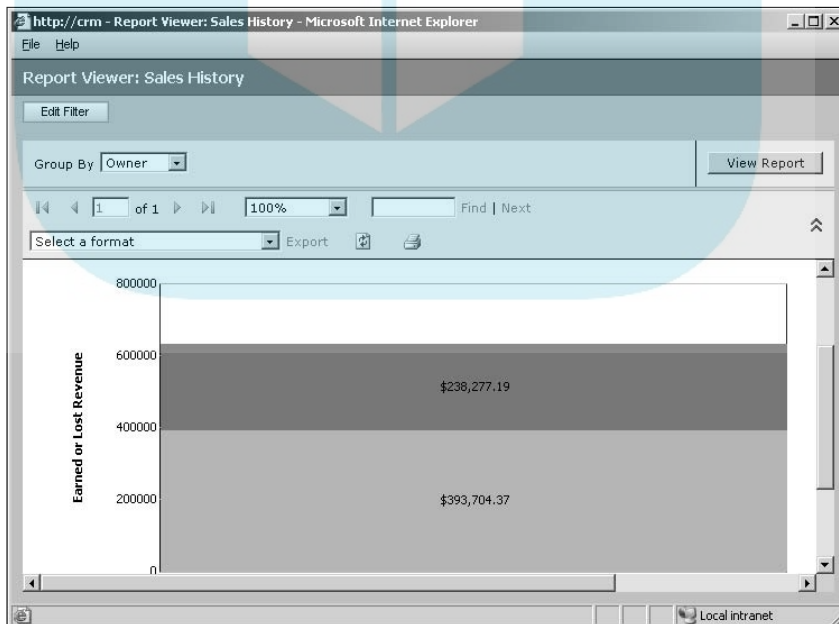 http://crm - Report Viewer: Sales History - Microsoft Internet Explorer
File Help
Report Viewer: Sales History
Edit Filter
Group By Owner
View Report
1 of 1 100% Find | Next
Select a format Export
800000
600000
400000
200000
0
Earned or Lost Revenue
$238,277.19
$393,704.37
Local intranet